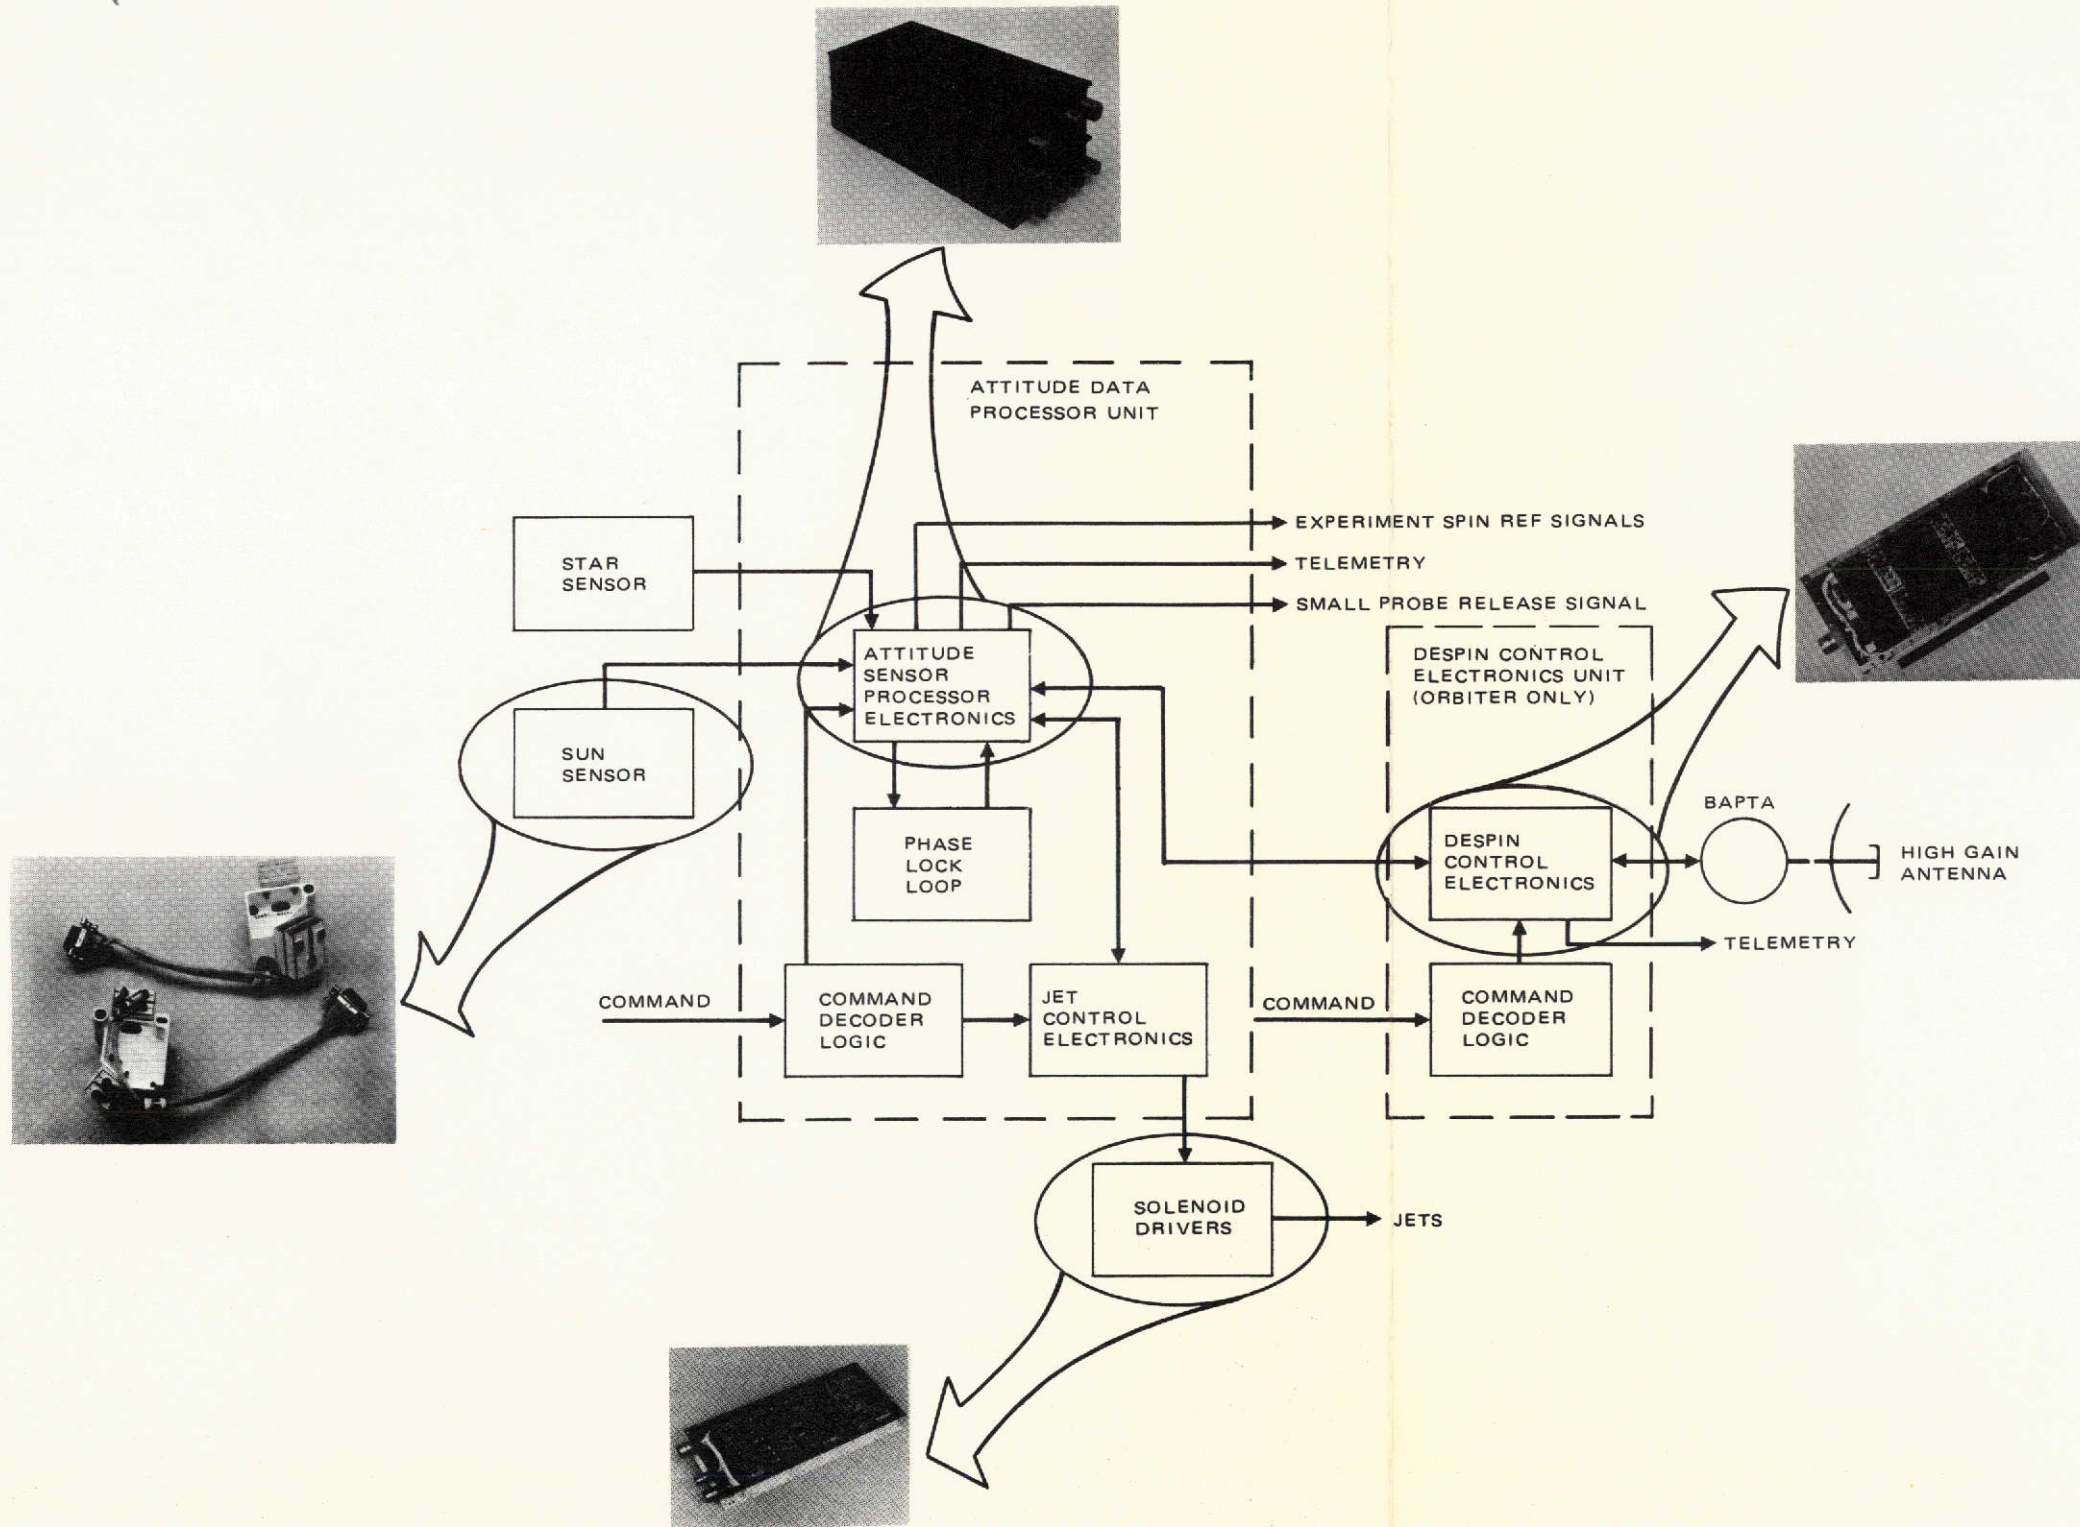 ATTITUDE DATA
PROCESSOR UNIT
STAR
SENSOR
EXPERIMENT SPIN REF SIGNALS
TELEMETRY
SMALL PROBE RELEASE SIGNAL
ATTITUDE
SENSOR
PROCESSOR
ELECTRONICS
DESPIN CONTROL
ELECTRONICS UNIT
(ORBITER ONLY)
SUN
SENSOR
PHASE
LOCK
LOOP
DESPIN
CONTROL
ELECTRONICS
BAPTA
HIGH GAIN
ANTENNA
TELEMETRY
COMMAND
COMMAND
DECODER
LOGIC
JET
CONTROL
ELECTRONICS
COMMAND
COMMAND
DECODER
LOGIC
SOLENOID
DRIVERS
JETS